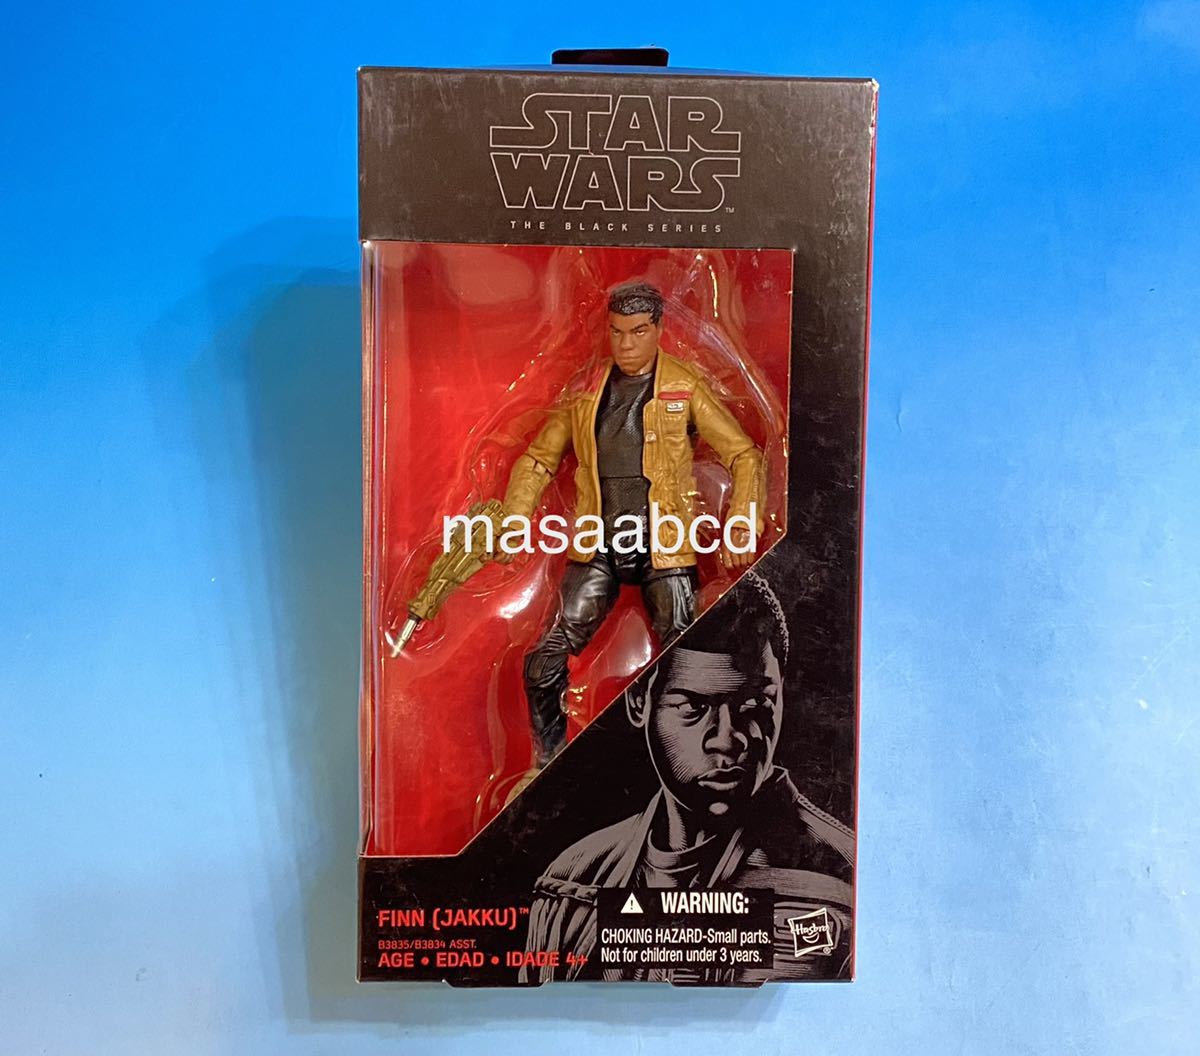 STAR
WARS™
THE BLACK SERIES
masaabcd
FINN (JAKKU)™
B3835/B3834 ASST.
AGE • EDAD • IDADE 4+
WARNING:
CHOKING HAZARD-Small parts.
Not for children under 3 years.
Hasbro®